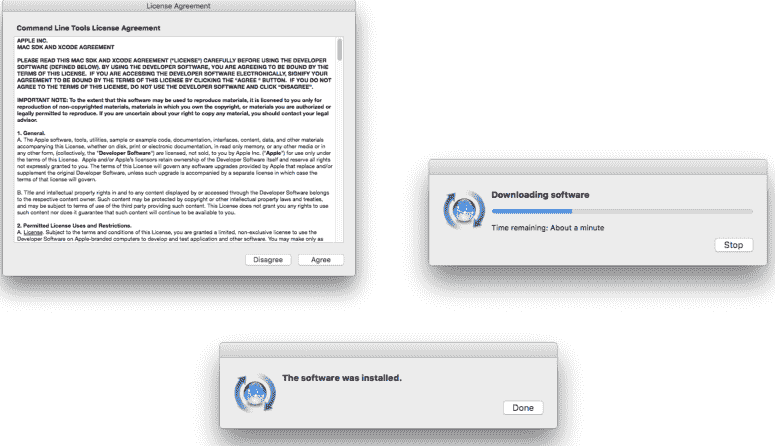 License Agreement
Command Line Tools License Agreement
APPLE INC.
MAC SDK AND XCODE AGREEMENT
PLEASE READ THIS MAC SDK AND XCODE AGREEMENT ("LICENSE") CAREFULLY BEFORE USING THE DEVELOPER
SOFTWARE (DEFINED BELOW). BY USING THE DEVELOPER SOFTWARE, YOU ARE AGREEING TO BE BOUND BY THE
TERMS OF THIS LICENSE. IF YOU ARE ACCESSING THE DEVELOPER SOFTWARE ELECTRONICALLY, SIGNIFY YOUR
AGREEMENT TO BE BOUND BY THE TERMS OF THIS LICENSE BY CLICKING THE "AGREE " BUTTON. IF YOU DO NOT
AGREE TO THE TERMS OF THIS LICENSE, DO NOT USE THE DEVELOPER SOFTWARE AND CLICK "DISAGREE".
IMPORTANT NOTE: To the extent that this software may be used to reproduce materials, it is licensed to you only for
reproduction of non-copyrighted materials, materials in which you own the copyright, or materials you are authorized or
legally permitted to reproduce. If you are uncertain about your right to copy any material, you should contact your legal
advisor.
1. General.
A. The Apple software, tools, utilities, sample or example code, documentation, interfaces, content, data, and other materials
accompanying this License, whether on disk, print or electronic documentation, in read only memory, or any other media or in
any other form, (collectively, the "Developer Software") are licensed, not sold, to you by Apple Inc. ("Apple") for use only under
the terms of this License. Apple and/or Apple's licensors retain ownership of the Developer Software itself and reserve all rights
not expressly granted to you. The terms of this License will govern any software upgrades provided by Apple that replace and/or
supplement the original Developer Software, unless such upgrade is accompanied by a separate license in which case the
terms of that license will govern.
B. Title and intellectual property rights in and to any content displayed by or accessed through the Developer Software belongs
to the respective content owner. Such content may be protected by copyright or other intellectual property laws and treaties,
and may be subject to terms of use of the third party providing such content. This License does not grant you any rights to use
such content nor does it guarantee that such content will continue to be available to you.
2. Permitted License Uses and Restrictions.
A. License. Subject to the terms and conditions of this License, you are granted a limited, non-exclusive license to use the
Developer Software on Apple-branded computers to develop and test application and other software. You may make only as
Disagree
Agree
Downloading software
Time remaining: About a minute
Stop
The software was installed.
Done